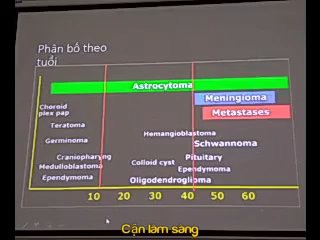 Phân bố theo
tuổi
Astrocytoma
Meningioma
Metastases
Choroid
plex pap
Teratoma
Hemangioblastoma
Germinoma
Schwannoma
Craniopharyng
Colloid cyst
Pituitary
Medulloblastoma
Ependymoma
Ependymoma
Oligodendroglioma
10 20 30 40 50 60
Cận lâm sàng